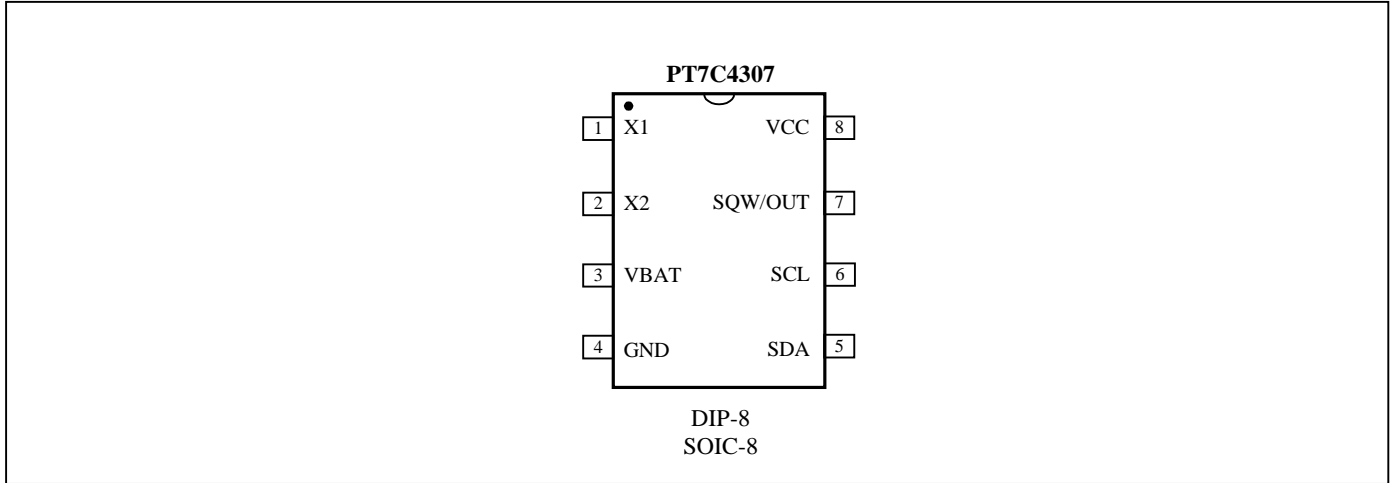 PT7C4307
1 X1 VCC 8
2 X2 SQW/OUT 7
3 VBAT SCL 6
4 GND SDA 5
DIP-8
SOIC-8